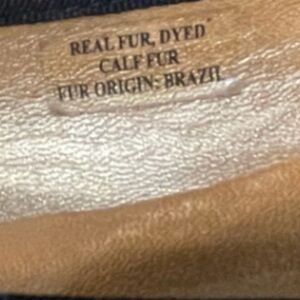 REAL FUR, DYED
CALF FUR
FUR ORIGIN: BRAZIL